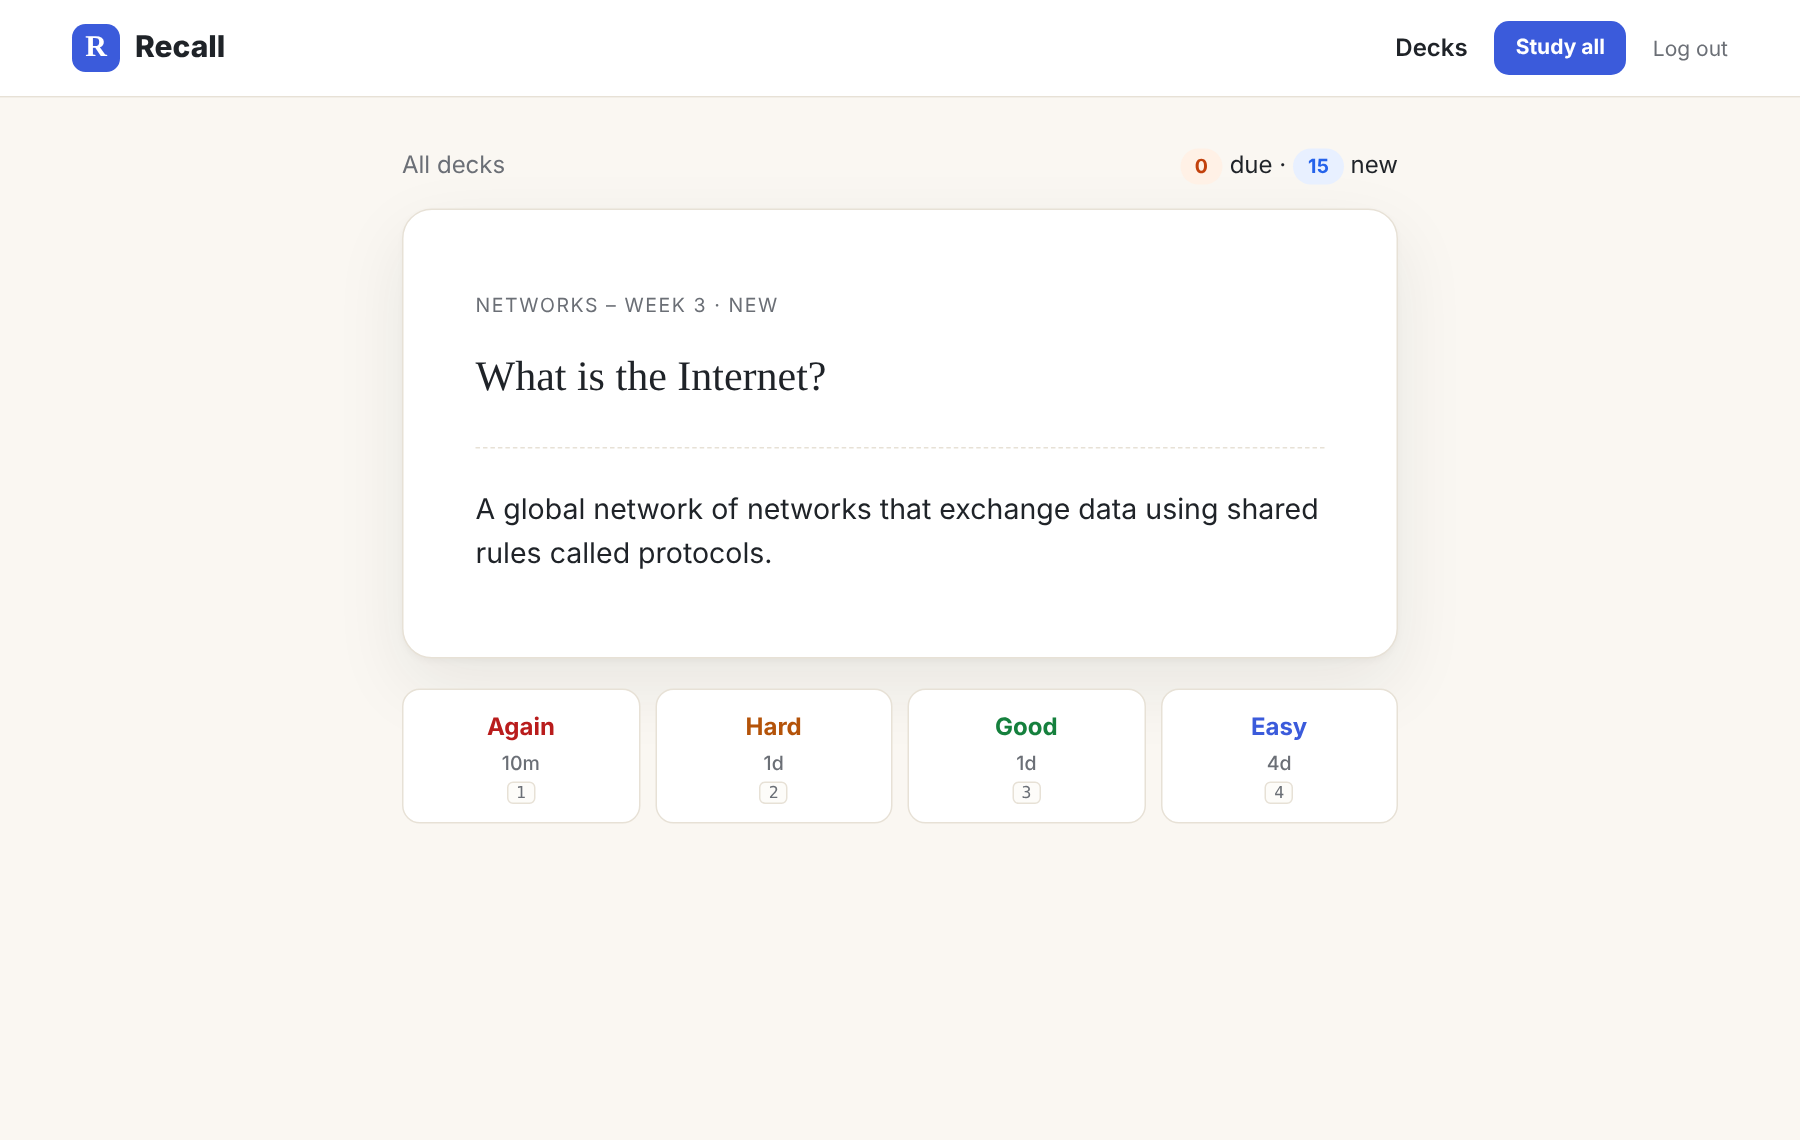 R Recall
Decks Study all Log out
All decks
0 due · 15 new
NETWORKS – WEEK 3 · NEW
What is the Internet?
A global network of networks that exchange data using shared
rules called protocols.
Again Hard Good Easy
10m 1d 1d 4d
1 2 3 4